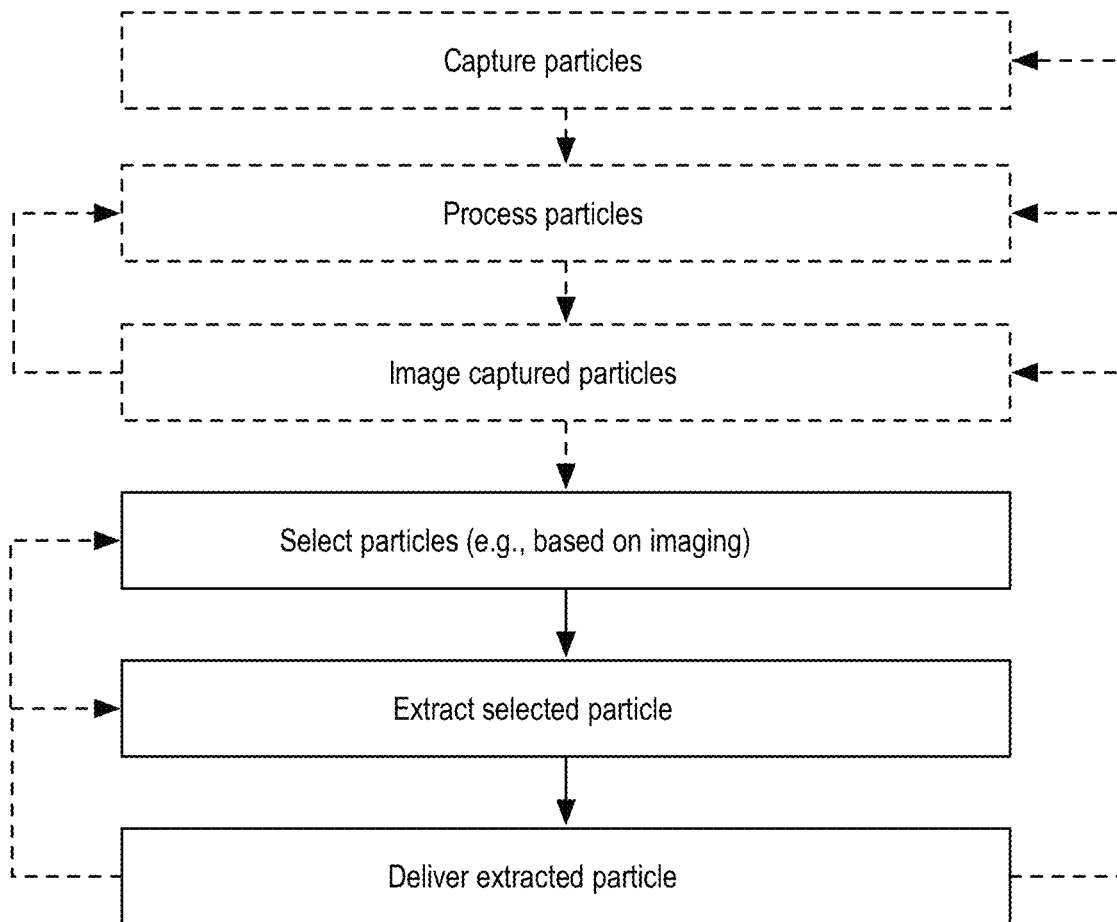 Capture particles
Process particles
Image captured particles
Select particles (e.g., based on imaging)
Extract selected particle
Deliver extracted particle